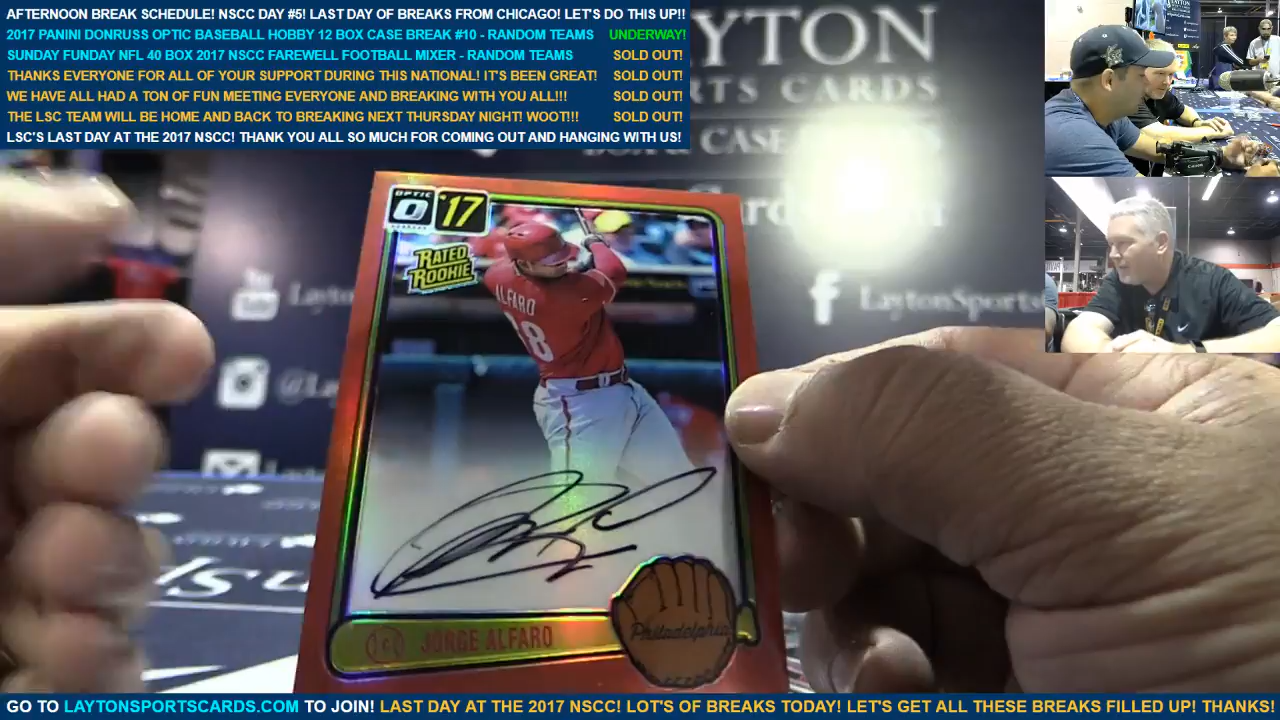 AFTERNOON BREAK SCHEDULE! NSCC DAY #5! LAST DAY OF BREAKS FROM CHICAGO! LET'S DO THIS UP!!
2017 PANINI DONRUSS OPTIC BASEBALL HOBBY 12 BOX CASE BREAK #10 - RANDOM TEAMS UNDERWAY!
SUNDAY FUNDAY NFL 40 BOX 2017 NSCC FAREWELL FOOTBALL MIXER - RANDOM TEAMS SOLD OUT!
THANKS EVERYONE FOR ALL OF YOUR SUPPORT DURING THIS NATIONAL! IT'S BEEN GREAT! SOLD OUT!
WE HAVE ALL HAD A TON OF FUN MEETING EVERYONE AND BREAKING WITH YOU ALL!!! SOLD OUT!
THE LSC TEAM WILL BE HOME AND BACK TO BREAKING NEXT THURSDAY NIGHT! WOOT!!! SOLD OUT!
LSC'S LAST DAY AT THE 2017 NSCC! THANK YOU ALL SO MUCH FOR COMING OUT AND HANGING WITH US!
LAYTON
RTS CARDS
CASE
LaytonSports
OPTIC
'17
RATED
ROOKIE
ALFARO
38
JORGE ALFARO
Philadelphia
GO TO LAYTONSPORTSCARDS.COM TO JOIN! LAST DAY AT THE 2017 NSCC! LOT'S OF BREAKS TODAY! LET'S GET ALL THESE BREAKS FILLED UP! THANKS!